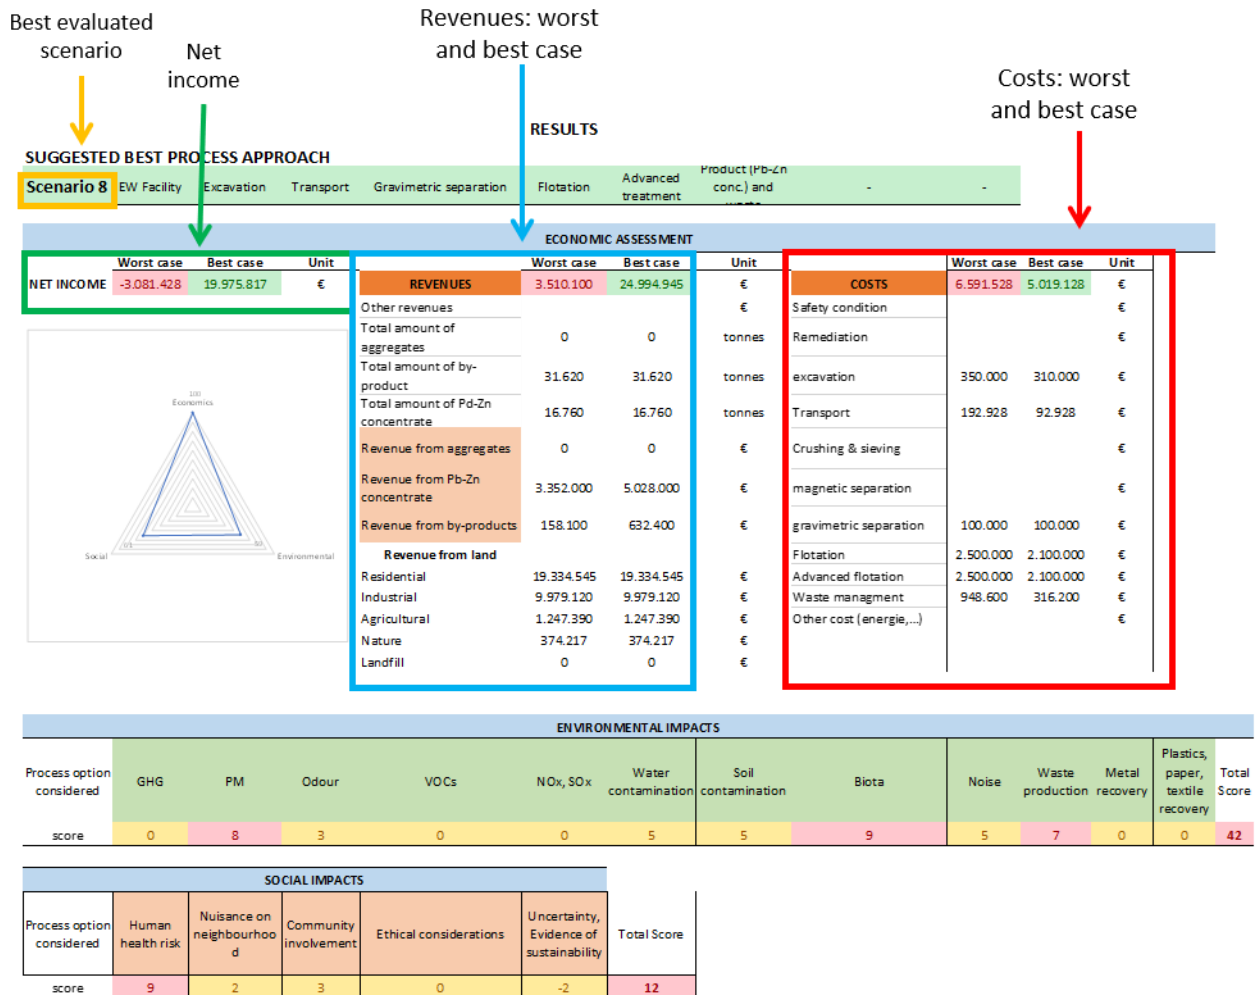 Best evaluated
scenario
Net
income
Revenues: worst
and best case
Costs: worst
and best case
RESULTS
SUGGESTED BEST PROCESS APPROACH
Scenario 8 EW Facility Excavation Transport Gravimetric separation Flotation Advanced treatment Product (Pb-Zn conc.) and waste - -
ECONOMIC ASSESSMENT
Worst case Best case Unit
NET INCOME -3.081.428 19.975.817 €
Worst case Best case Unit
REVENUES 3.510.100 24.994.945 €
Other revenues €
Total amount of
aggregates 0 0 tonnes
Total amount of by-
product 31.620 31.620 tonnes
Total amount of Pd-Zn
concentrate 16.760 16.760 tonnes
Revenue from aggregates 0 0 €
Revenue from Pb-Zn
concentrate 3.352.000 5.028.000 €
Revenue from by-products 158.100 632.400 €
Revenue from land
Residential 19.334.545 19.334.545 €
Industrial 9.979.120 9.979.120 €
Agricultural 1.247.390 1.247.390 €
Nature 374.217 374.217 €
Landfill 0 0 €
Worst case Best case Unit
COSTS 6.591.528 5.019.128 €
Safety condition €
Remediation €
excavation 350.000 310.000 €
Transport 192.928 92.928 €
Crushing & sieving €
magnetic separation €
gravimetric separation 100.000 100.000 €
Flotation 2.500.000 2.100.000 €
Advanced flotation 2.500.000 2.100.000 €
Waste managment 948.600 316.200 €
Other cost (energie,...) €
100
Economics
Social
Environmental
ENVIRONMENTAL IMPACTS
Process option
considered
GHG
PM
Odour
VOCs
NOx, SOx
Water
contamination
Soil
contamination
Biota
Noise
Waste
production
Metal
recovery
Plastics,
paper,
textile
recovery
Total
Score
score 0 8 3 0 0 5 5 9 5 7 0 0 42
SOCIAL IMPACTS
Process option
considered
Human
health risk
Nuisance on
neighbourhoo
d
Community
involvement
Ethical considerations
Uncertainty,
Evidence of
sustainability
Total Score
score 9 2 3 0 -2 12